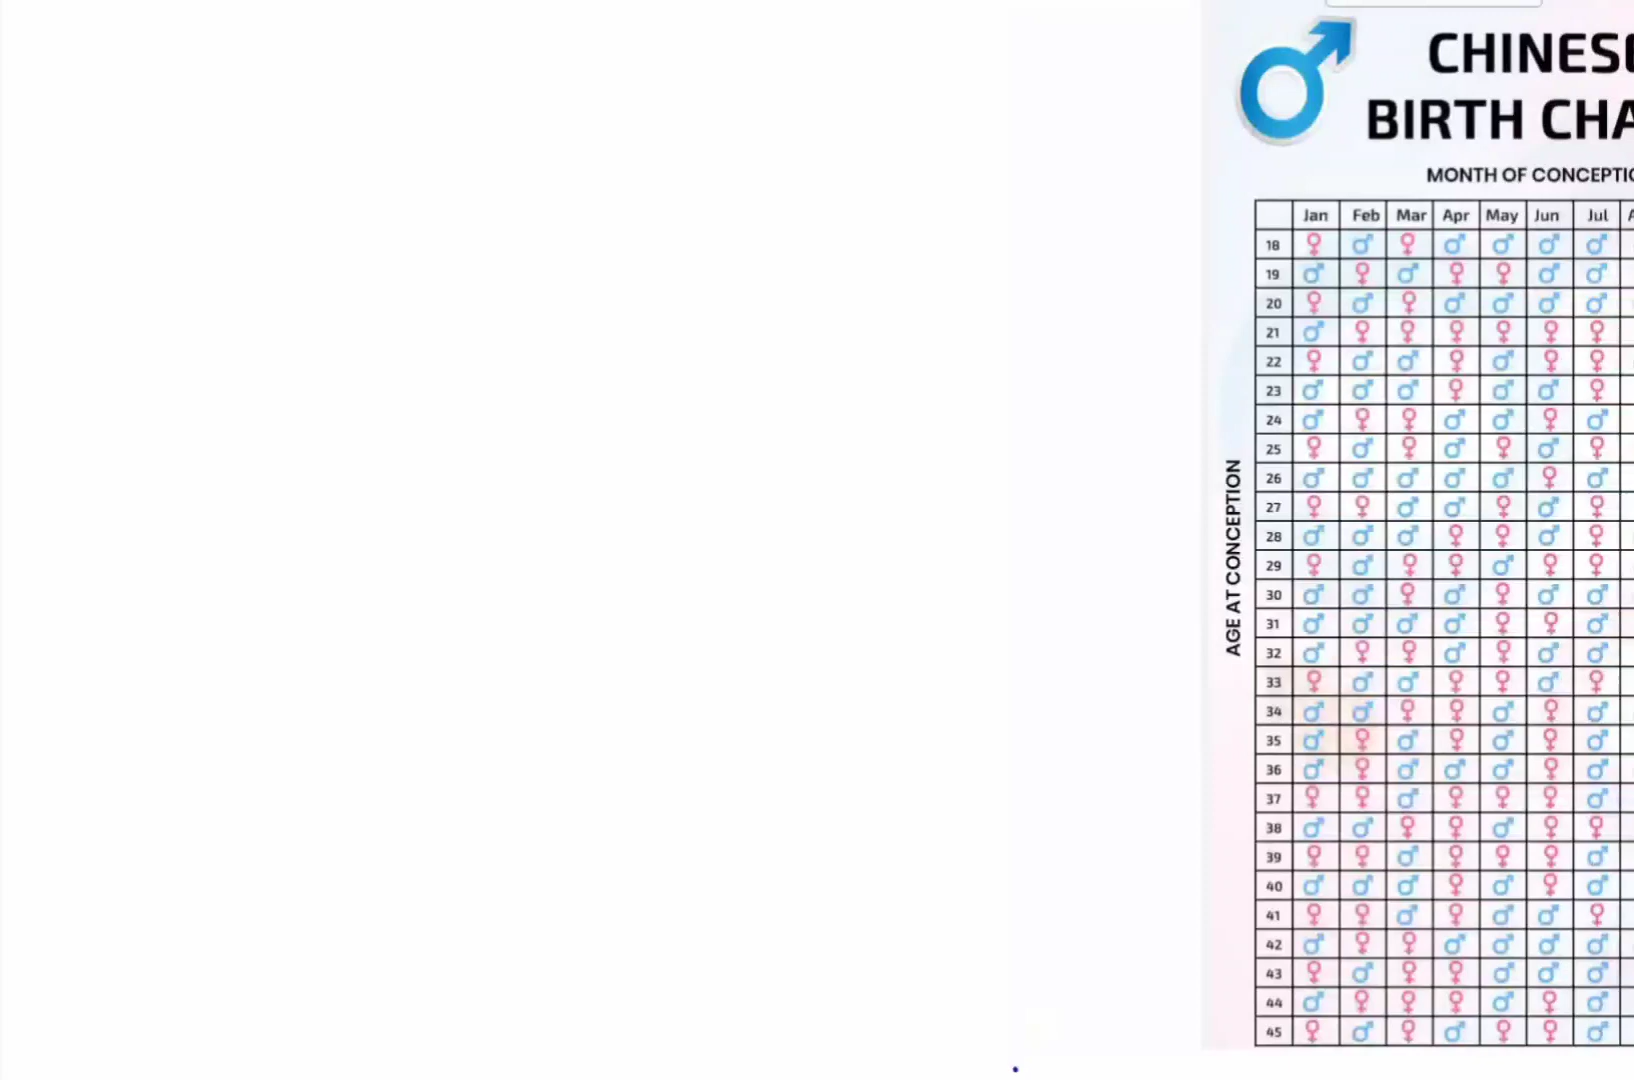 CHINES
BIRTH CHA
MONTH OF CONCEPTI
Jan Feb Mar Apr May Jun Jul
AGE AT CONCEPTION
18 ♀ ♂ ♀ ♂ ♂ ♂ ♂
19 ♂ ♀ ♂ ♀ ♀ ♂ ♂
20 ♀ ♂ ♀ ♂ ♂ ♂ ♂
21 ♂ ♀ ♀ ♀ ♀ ♀ ♀
22 ♀ ♂ ♂ ♀ ♂ ♀ ♀
23 ♂ ♂ ♂ ♀ ♂ ♂ ♀
24 ♂ ♀ ♀ ♂ ♂ ♀ ♂
25 ♀ ♂ ♀ ♂ ♀ ♂ ♀
26 ♂ ♂ ♂ ♂ ♂ ♀ ♂
27 ♀ ♀ ♂ ♂ ♀ ♂ ♀
28 ♂ ♂ ♂ ♀ ♀ ♂ ♀
29 ♀ ♂ ♀ ♀ ♂ ♀ ♀
30 ♂ ♂ ♀ ♂ ♀ ♂ ♂
31 ♂ ♂ ♂ ♂ ♀ ♀ ♂
32 ♂ ♀ ♀ ♂ ♀ ♂ ♂
33 ♀ ♂ ♂ ♀ ♀ ♂ ♀
34 ♂ ♂ ♀ ♀ ♂ ♀ ♂
35 ♂ ♀ ♂ ♀ ♂ ♀ ♂
36 ♂ ♀ ♂ ♂ ♂ ♀ ♂
37 ♀ ♀ ♂ ♀ ♀ ♀ ♂
38 ♂ ♂ ♀ ♀ ♂ ♀ ♀
39 ♀ ♀ ♂ ♀ ♀ ♀ ♂
40 ♂ ♂ ♂ ♀ ♂ ♀ ♂
41 ♀ ♀ ♂ ♀ ♂ ♂ ♀
42 ♂ ♀ ♀ ♂ ♂ ♂ ♂
43 ♀ ♂ ♀ ♀ ♂ ♂ ♂
44 ♂ ♀ ♀ ♀ ♂ ♀ ♂
45 ♀ ♂ ♀ ♂ ♀ ♀ ♂